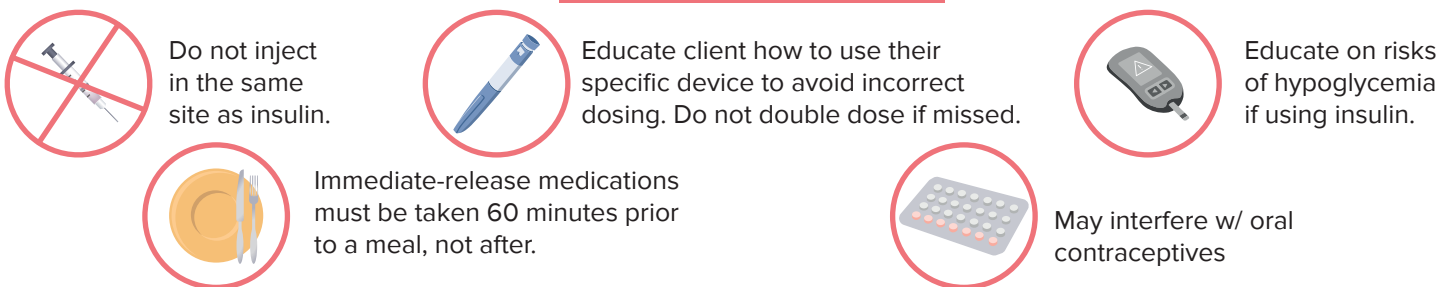 Do not inject
in the same
site as insulin.
Educate client how to use their
specific device to avoid incorrect
dosing. Do not double dose if missed.
Educate on risks
of hypoglycemia
if using insulin.
Immediate-release medications
must be taken 60 minutes prior
to a meal, not after.
May interfere w/ oral
contraceptives